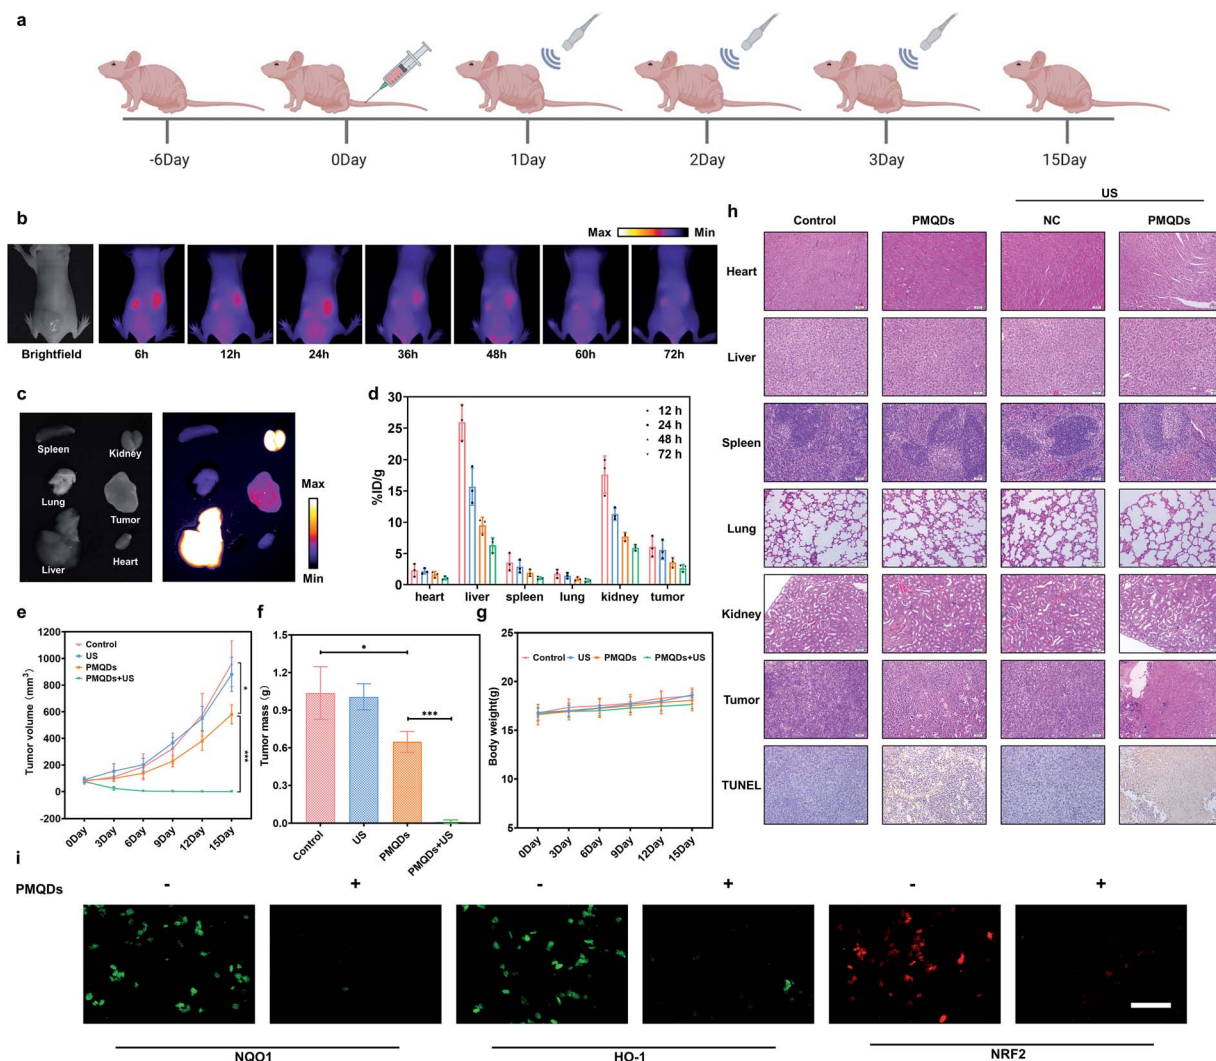 a
-6Day 0Day 1Day 2Day 3Day 15Day
b
Max Min
Brightfield 6h 12h 24h 36h 48h 60h 72h
c
Spleen Kidney
Lung Tumor
Liver Heart
Max
Min
d
%ID/g
30
25
20
15
10
5
0
12 h
24 h
48 h
72 h
heart liver spleen lung kidney tumor
e
Tumor volume (mm³)
1200
1000
800
600
400
200
0
-200
Control
US
PMQDs
PMQDs+US
*
***
0Day 3Day 6Day 9Day 12Day 15Day
f
Tumor mass (g)
1.5
1.2
0.9
0.6
0.3
0.0
*
***
Control US PMQDs PMQDs+US
g
Body weight(g)
25
20
15
10
5
Control US PMQDs PMQDs+US
0Day 3Day 6Day 9Day 12Day 15Day
h
US
Control PMQDs NC PMQDs
Heart
Liver
Spleen
Lung
Kidney
Tumor
TUNEL
i
PMQDs - + - + - +
NQO1 HO-1 NRF2